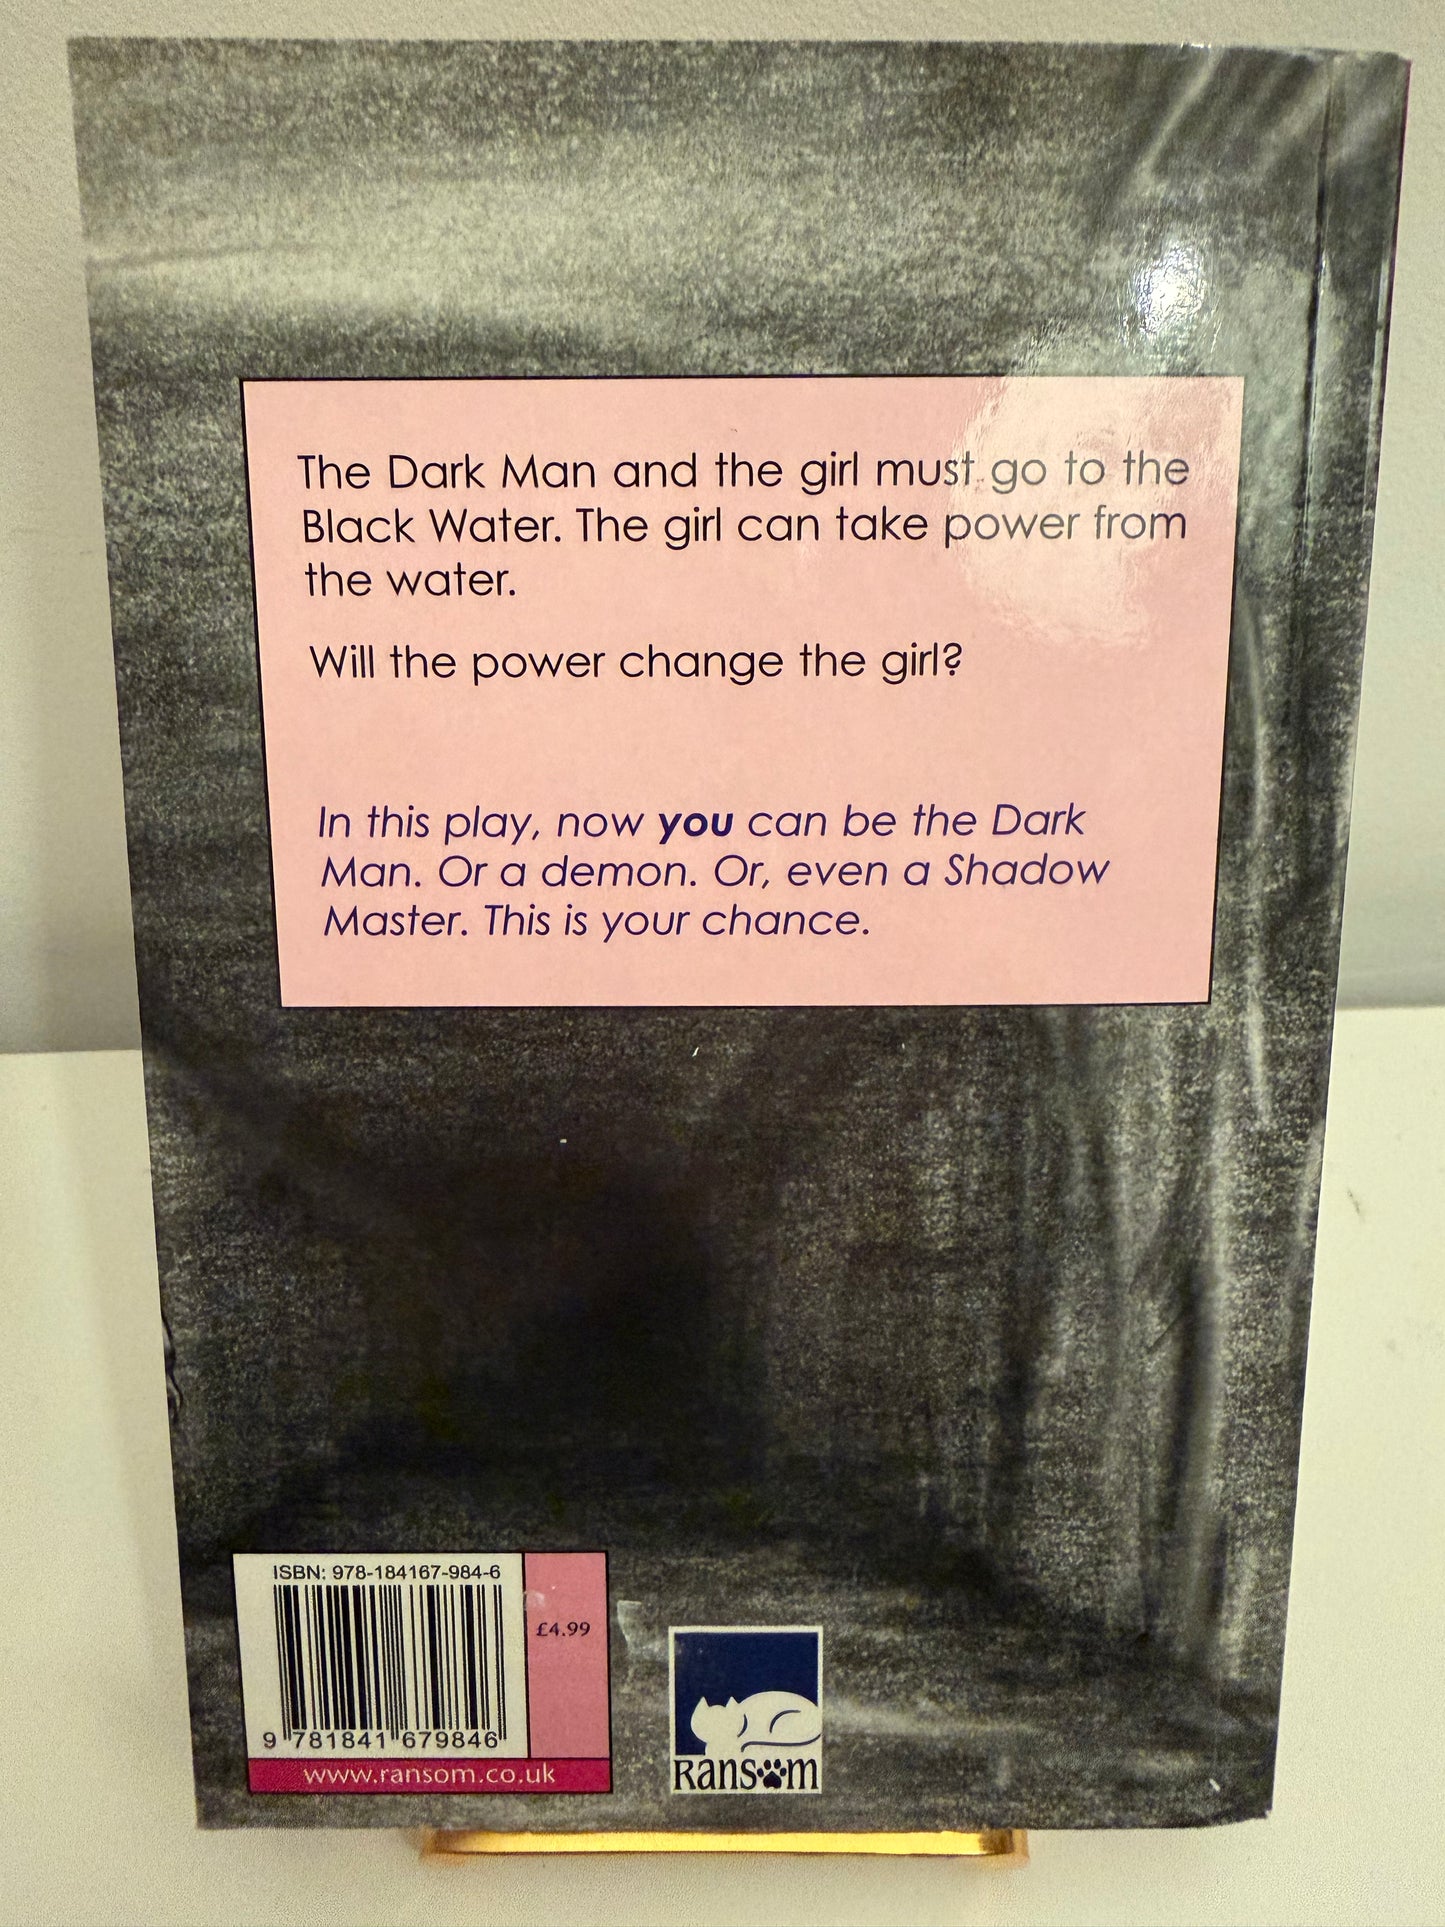 The Dark Man and the girl must go to the
Black Water. The girl can take power from
the water.
Will the power change the girl?
In this play, now you can be the Dark
Man. Or a demon. Or, even a Shadow
Master. This is your chance.
ISBN: 978-184167-984-6
£4.99
9 781841 679846
www.ransom.co.uk
Ransom